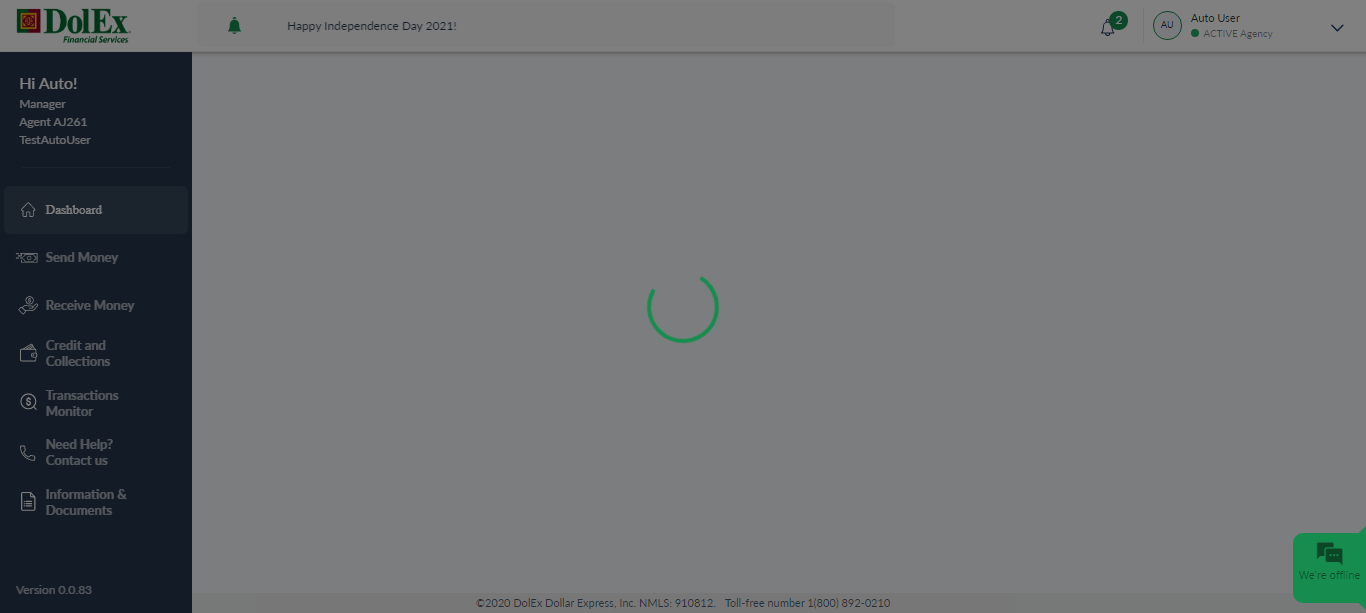 DolEx
Financial Services
Happy Independence Day 2021!
2
AU
Auto User
ACTIVE Agency
Hi Auto!
Manager
Agent AJ261
TestAutoUser
Dashboard
Send Money
Receive Money
Credit and
Collections
Transactions
Monitor
Need Help?
Contact us
Information &
Documents
Version 0.0.83
We're offline
©2020 DolEx Dollar Express, Inc. NMLS: 910812. Toll-free number 1(800) 892-0210